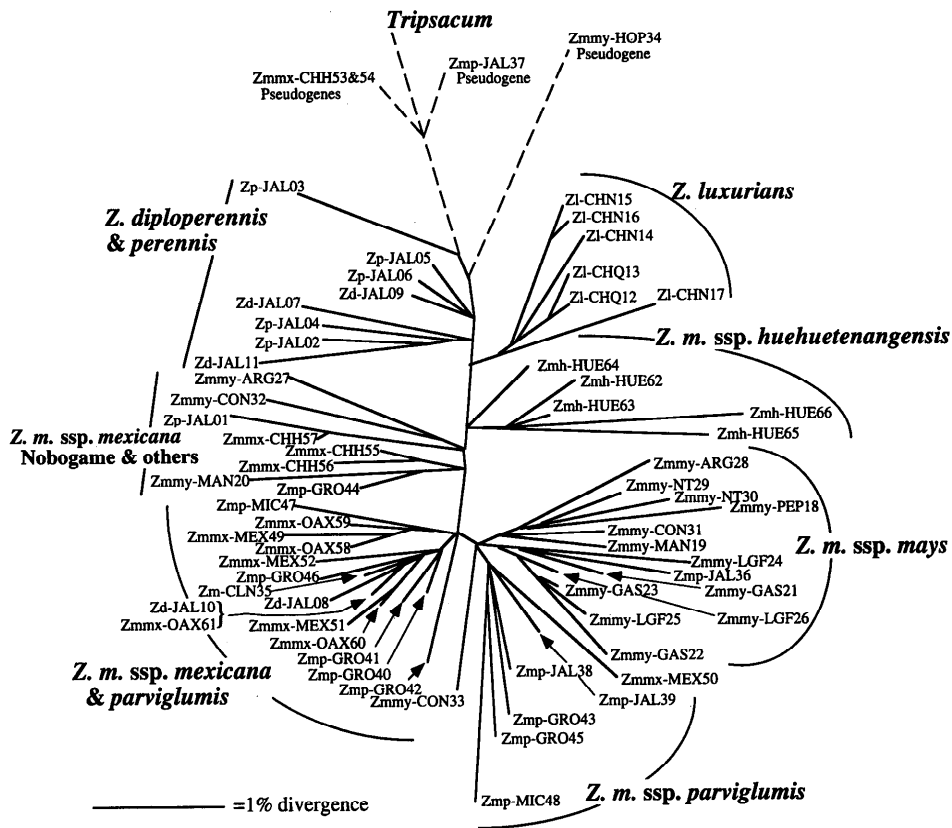 Tripsacum
Zmmy-HOP34
Pseudogene
Zmmx-CHH53&54
Pseudogenes
Zmp-JAL37
Pseudogene
Zp-JAL03
Z. diploperennis
& perennis
Zp-JAL05
Zp-JAL06
Zd-JAL09
Zd-JAL07
Zp-JAL04
Zp-JAL02
Zd-JAL11
Z. luxurians
Zl-CHN15
Zl-CHN16
Zl-CHN14
Zl-CHQ13
Zl-CHQ12
Zl-CHN17
Z. m. ssp. huehuetenangensis
Zmh-HUE64
Zmh-HUE62
Zmh-HUE63
Zmh-HUE66
Zmh-HUE65
Zmmy-ARG27
Zmmy-CON32
Zp-JAL01
Zmmx-CHH57
Zmmx-CHH55
Zmmx-CHH56
Zmmy-MAN20
Zmp-GRO44
Z. m. ssp. mexicana
Nobogame & others
Zmp-MIC47
Zmmx-OAX59
Zmmx-MEX49
Zmmx-OAX58
Zmmx-MEX52
Zmp-GRO46
Zm-CLN35
Zd-JAL08
Zd-JAL10
Zmmx-OAX61
Zmmx-MEX51
Zmmx-OAX60
Zmp-GRO41
Zmp-GRO40
Zmp-GRO42
Zmmy-CON33
Z. m. ssp. mexicana
& parviglumis
Zmmy-ARG28
Zmmy-NT29
Zmmy-NT30
Zmmy-PEP18
Zmmy-CON31
Zmmy-MAN19
Z. m. ssp. mays
Zmmy-LGF24
Zmp-JAL36
Zmmy-GAS23
Zmmy-GAS21
Zmmy-LGF25
Zmmy-LGF26
Zmmy-GAS22
Zmmx-MEX50
Zmp-JAL38
Zmp-JAL39
Zmp-GRO43
Zmp-GRO45
Zmp-MIC48
Z. m. ssp. parviglumis
=1% divergence